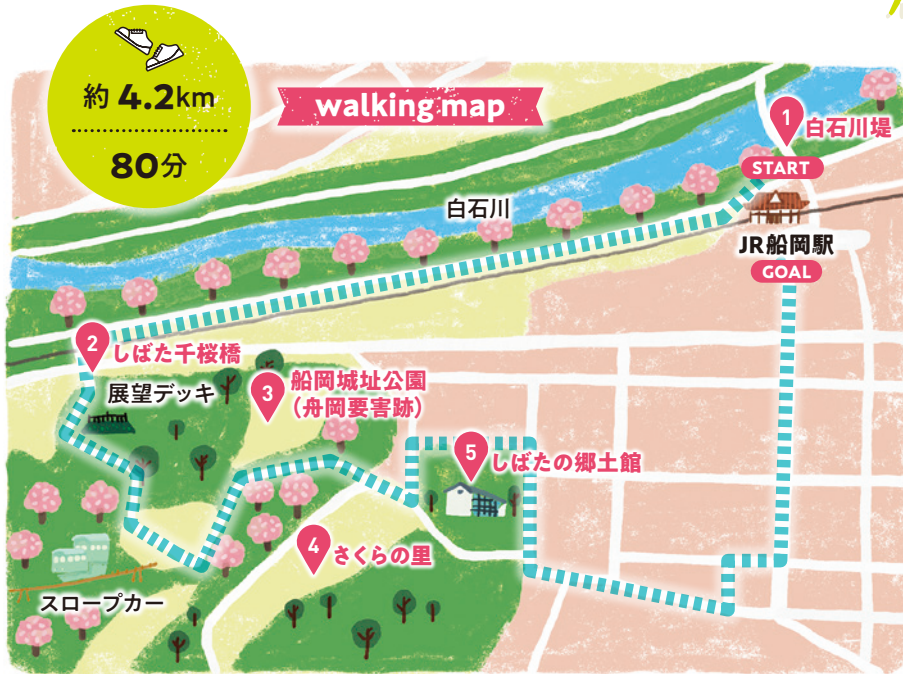 約 4.2km
80分
walking map
1
白石川堤
START
白石川
JR船岡駅
GOAL
2
しばた千桜橋
展望デッキ
3
船岡城址公園
(舟岡要害跡)
5
しばたの郷土館
4
さくらの里
スロープカー